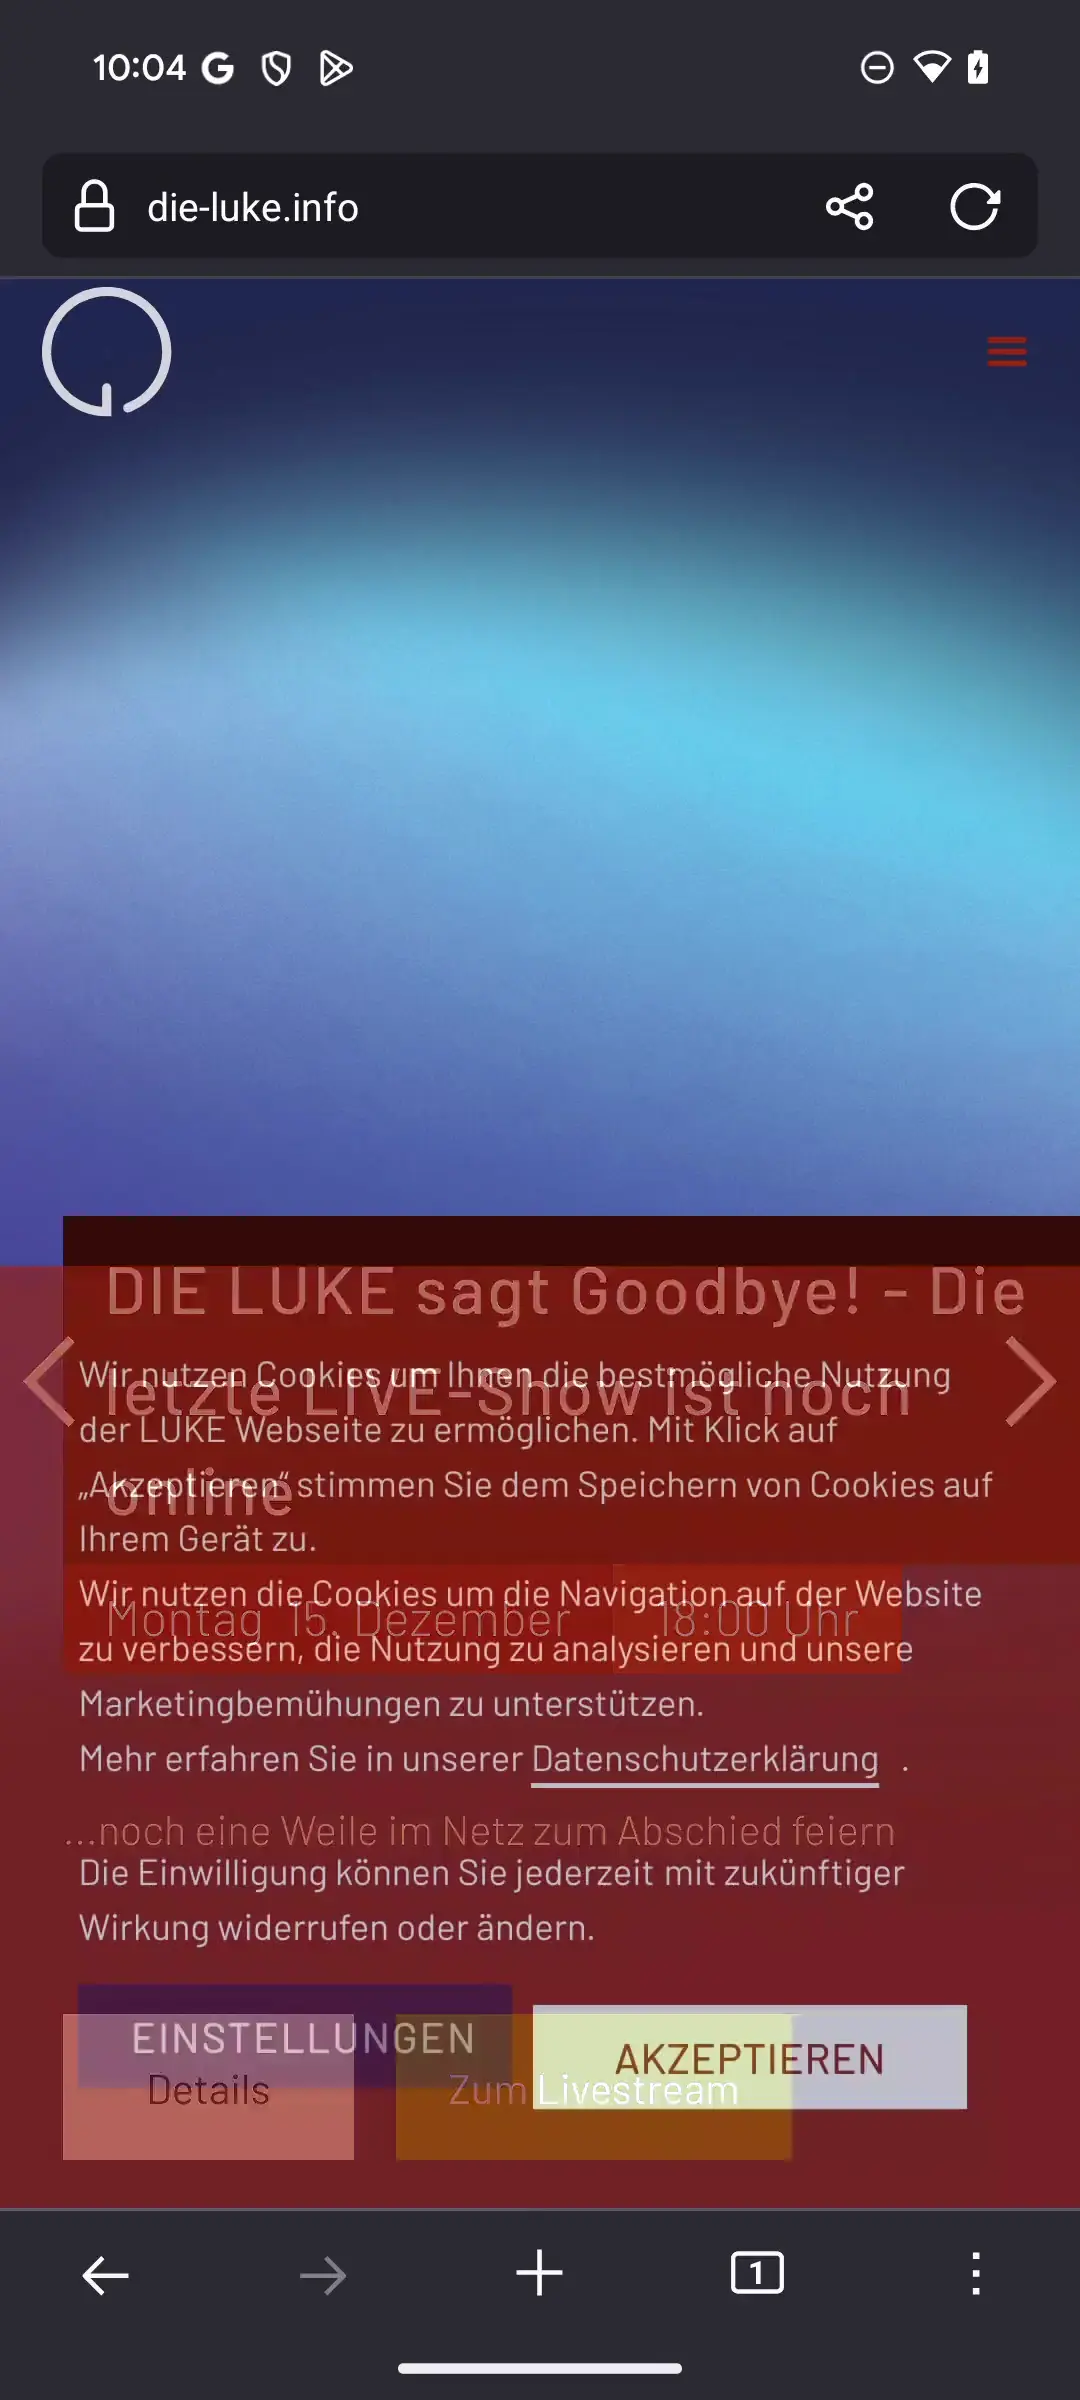 10:04
die-luke.info
DIE LUKE sagt Goodbye! - Die
letzte LIVE-Show ist noch
online
Montag 15. Dezember 18:00 Uhr
...noch eine Weile im Netz zum Abschied feiern
Details Zum Livestream
Wir nutzen Cookies um Ihnen die bestmögliche Nutzung
der LUKE Webseite zu ermöglichen. Mit Klick auf
„Akzeptieren“ stimmen Sie dem Speichern von Cookies auf
Ihrem Gerät zu.
Wir nutzen die Cookies um die Navigation auf der Website
zu verbessern, die Nutzung zu analysieren und unsere
Marketingbemühungen zu unterstützen.
Mehr erfahren Sie in unserer Datenschutzerklärung .
Die Einwilligung können Sie jederzeit mit zukünftiger
Wirkung widerrufen oder ändern.
EINSTELLUNGEN AKZEPTIEREN
1